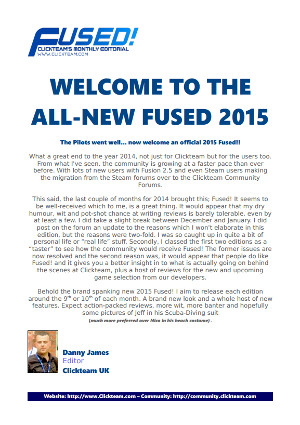 FUSED!
CLICKTEAMS MONTHLY EDITORIAL
WWW.CLICKTEAM.COM
WELCOME TO THE
ALL-NEW FUSED 2015
The Pilots went well... now welcome an official 2015 Fused!!
What a great end to the year 2014, not just for Clickteam but for the users too.
From what I've seen, the community is growing at a faster pace than ever
before. With lots of new users with Fusion 2.5 and even Steam users making
the migration from the Steam forums over to the Clickteam Community
Forums.
This said, the last couple of months for 2014 brought this; Fused! It seems to
be well-received which to me, is a great thing. It would appear that my dry
humour, wit and pot-shot chance at writing reviews is barely tolerable, even by
at least a few. I did take a slight break between December and January. I did
post on the forum an update to the reasons which I won't elaborate in this
edition, but the reasons were two-fold. I was so caught up in quite a bit of
personal life or "real life" stuff. Secondly, I classed the first two editions as a
"taster" to see how the community would receive Fused! The former issues are
now resolved and the second reason was, it would appear that people do like
Fused! and it gives you a better insight in to what is actually going on behind
the scenes at Clickteam, plus a host of reviews for the new and upcoming
game selection from our developers.
Behold the brand spanking new 2015 Fused! I aim to release each edition
around the 9th or 10th of each month. A brand new look and a whole host of new
features. Expect action-packed reviews, more wit, more banter and hopefully
some pictures of Jeff in his Scuba-Diving suit
(much more preferred over Miss in his beach costume) .
Danny James
Editor
Clickteam UK
Website: http://www.Clickteam.com – Community: http://community.clickteam.com